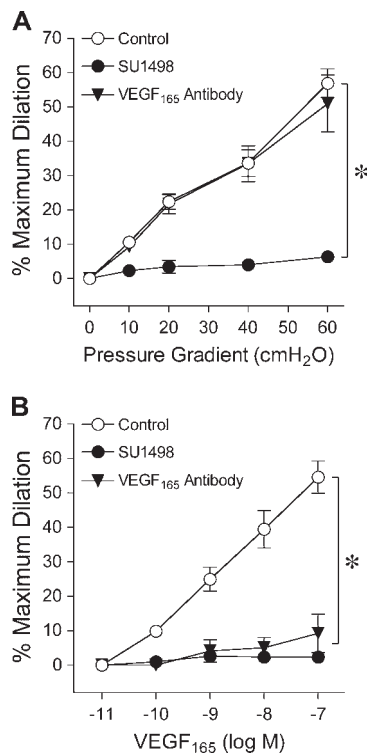 A
Control
SU1498
VEGF₁₆₅ Antibody
% Maximum Dilation
70
60
50
40
30
20
10
0
*
0 10 20 30 40 50 60
Pressure Gradient (cmH₂O)
B
Control
SU1498
VEGF₁₆₅ Antibody
% Maximum Dilation
70
60
50
40
30
20
10
0
*
-11 -10 -9 -8 -7
VEGF₁₆₅ (log M)